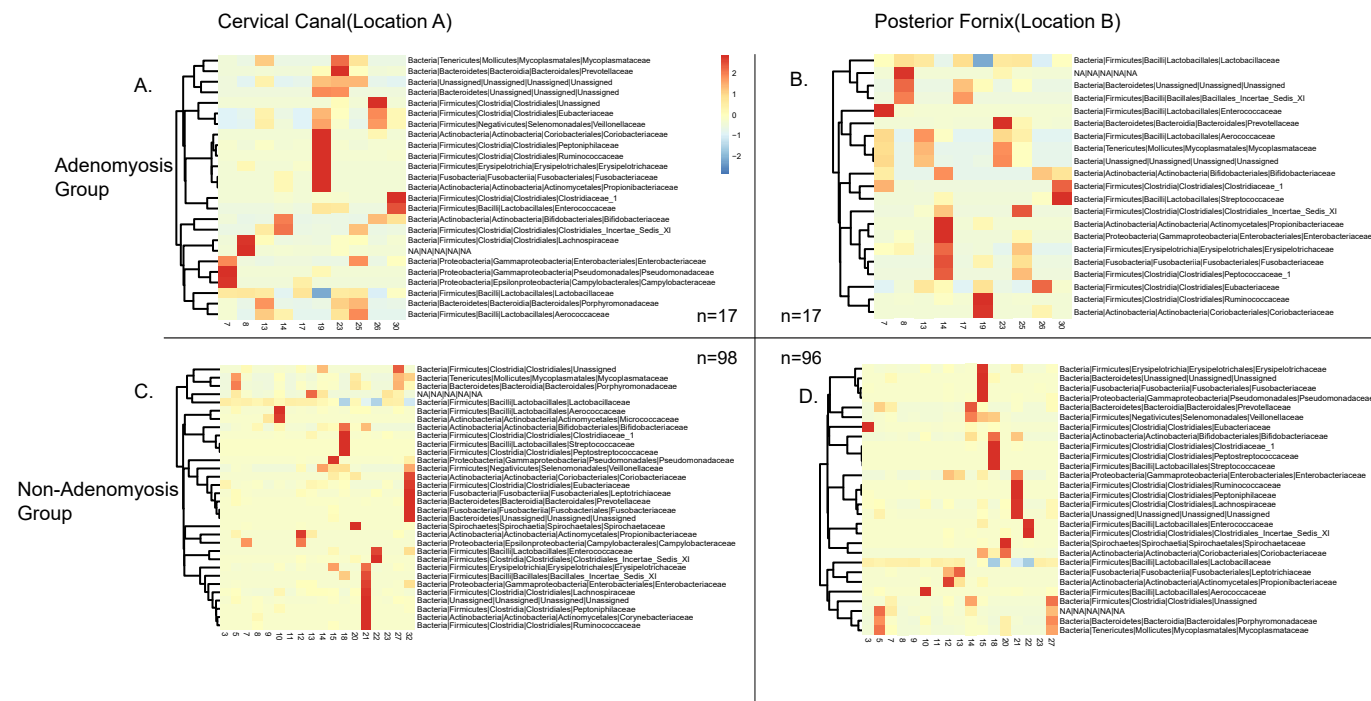 Cervical Canal(Location A)
Posterior Fornix(Location B)
A.
Adenomyosis
Group
Bacteria|Tenericutes|Mollicutes|Mycoplasmatales|Mycoplasmataceae
Bacteria|Bacteroidetes|Bacteroidia|Bacteroidales|Prevotellaceae
Bacteria|Unassigned|Unassigned|Unassigned|Unassigned
Bacteria|Bacteroidetes|Unassigned|Unassigned|Unassigned
Bacteria|Firmicutes|Clostridia|Clostridiales|Unassigned
Bacteria|Firmicutes|Clostridia|Clostridiales|Eubacteriaceae
Bacteria|Firmicutes|Negativicutes|Selenomonadales|Veillonellaceae
Bacteria|Actinobacteria|Actinobacteria|Coriobacteriales|Coriobacteriaceae
Bacteria|Firmicutes|Clostridia|Clostridiales|Peptoniphilaceae
Bacteria|Firmicutes|Clostridia|Clostridiales|Ruminococcaceae
Bacteria|Firmicutes|Erysipelotrichia|Erysipelotrichales|Erysipelotrichaceae
Bacteria|Fusobacteria|Fusobacteriia|Fusobacteriales|Fusobacteriaceae
Bacteria|Actinobacteria|Actinobacteria|Actinomycetales|Propionibacteriaceae
Bacteria|Firmicutes|Clostridia|Clostridiales|Clostridiaceae_1
Bacteria|Firmicutes|Bacilli|Lactobacillales|Enterococcaceae
Bacteria|Actinobacteria|Actinobacteria|Bifidobacteriales|Bifidobacteriaceae
Bacteria|Firmicutes|Clostridia|Clostridiales|Clostridiales_Incertae_Sedis_XI
Bacteria|Firmicutes|Clostridia|Clostridiales|Lachnospiraceae
NA|NA|NA|NA|NA
Bacteria|Proteobacteria|Gammaproteobacteria|Enterobacteriales|Enterobacteriaceae
Bacteria|Proteobacteria|Gammaproteobacteria|Pseudomonadales|Pseudomonadaceae
Bacteria|Proteobacteria|Epsilonproteobacteria|Campylobacterales|Campylobacteraceae
Bacteria|Firmicutes|Bacilli|Lactobacillales|Lactobacillaceae
Bacteria|Bacteroidetes|Bacteroidia|Bacteroidales|Porphyromonadaceae
Bacteria|Firmicutes|Bacilli|Lactobacillales|Aerococcaceae
7 8 13 14 17 19 23 25 26 30
2
1
0
−1
−2
n=17
B.
Bacteria|Firmicutes|Bacilli|Lactobacillales|Lactobacillaceae
NA|NA|NA|NA|NA
Bacteria|Bacteroidetes|Unassigned|Unassigned|Unassigned
Bacteria|Firmicutes|Bacilli|Bacillales|Bacillales_Incertae_Sedis_XI
Bacteria|Firmicutes|Bacilli|Lactobacillales|Enterococcaceae
Bacteria|Bacteroidetes|Bacteroidia|Bacteroidales|Prevotellaceae
Bacteria|Firmicutes|Bacilli|Lactobacillales|Aerococcaceae
Bacteria|Tenericutes|Mollicutes|Mycoplasmatales|Mycoplasmataceae
Bacteria|Unassigned|Unassigned|Unassigned|Unassigned
Bacteria|Actinobacteria|Actinobacteria|Bifidobacteriales|Bifidobacteriaceae
Bacteria|Firmicutes|Clostridia|Clostridiales|Clostridiaceae_1
Bacteria|Firmicutes|Bacilli|Lactobacillales|Streptococcaceae
Bacteria|Firmicutes|Clostridia|Clostridiales|Clostridiales_Incertae_Sedis_XI
Bacteria|Actinobacteria|Actinobacteria|Actinomycetales|Propionibacteriaceae
Bacteria|Proteobacteria|Gammaproteobacteria|Enterobacteriales|Enterobacteriaceae
Bacteria|Firmicutes|Erysipelotrichia|Erysipelotrichales|Erysipelotrichaceae
Bacteria|Fusobacteria|Fusobacteriia|Fusobacteriales|Fusobacteriaceae
Bacteria|Firmicutes|Clostridia|Clostridiales|Peptococcaceae_1
Bacteria|Firmicutes|Clostridia|Clostridiales|Eubacteriaceae
Bacteria|Firmicutes|Clostridia|Clostridiales|Ruminococcaceae
Bacteria|Actinobacteria|Actinobacteria|Coriobacteriales|Coriobacteriaceae
7 8 13 14 17 19 23 25 26 30
n=17
n=98
C.
Non-Adenomyosis
Group
Bacteria|Firmicutes|Clostridia|Clostridiales|Unassigned
Bacteria|Tenericutes|Mollicutes|Mycoplasmatales|Mycoplasmataceae
Bacteria|Bacteroidetes|Bacteroidia|Bacteroidales|Porphyromonadaceae
NA|NA|NA|NA|NA
Bacteria|Firmicutes|Bacilli|Lactobacillales|Lactobacillaceae
Bacteria|Firmicutes|Bacilli|Lactobacillales|Aerococcaceae
Bacteria|Actinobacteria|Actinobacteria|Actinomycetales|Micrococcaceae
Bacteria|Actinobacteria|Actinobacteria|Bifidobacteriales|Bifidobacteriaceae
Bacteria|Firmicutes|Clostridia|Clostridiales|Clostridiaceae_1
Bacteria|Firmicutes|Bacilli|Lactobacillales|Streptococcaceae
Bacteria|Firmicutes|Clostridia|Clostridiales|Peptostreptococcaceae
Bacteria|Proteobacteria|Gammaproteobacteria|Pseudomonadales|Pseudomonadaceae
Bacteria|Firmicutes|Negativicutes|Selenomonadales|Veillonellaceae
Bacteria|Actinobacteria|Actinobacteria|Coriobacteriales|Coriobacteriaceae
Bacteria|Firmicutes|Clostridia|Clostridiales|Eubacteriaceae
Bacteria|Fusobacteria|Fusobacteriia|Fusobacteriales|Leptotrichiaceae
Bacteria|Bacteroidetes|Bacteroidia|Bacteroidales|Prevotellaceae
Bacteria|Fusobacteria|Fusobacteriia|Fusobacteriales|Fusobacteriaceae
Bacteria|Bacteroidetes|Unassigned|Unassigned|Unassigned
Bacteria|Spirochaetes|Spirochaetia|Spirochaetales|Spirochaetaceae
Bacteria|Actinobacteria|Actinobacteria|Actinomycetales|Propionibacteriaceae
Bacteria|Proteobacteria|Epsilonproteobacteria|Campylobacterales|Campylobacteraceae
Bacteria|Firmicutes|Bacilli|Lactobacillales|Enterococcaceae
Bacteria|Firmicutes|Clostridia|Clostridiales|Clostridiales_Incertae_Sedis_XI
Bacteria|Firmicutes|Erysipelotrichia|Erysipelotrichales|Erysipelotrichaceae
Bacteria|Firmicutes|Bacilli|Bacillales|Bacillales_Incertae_Sedis_XI
Bacteria|Proteobacteria|Gammaproteobacteria|Enterobacteriales|Enterobacteriaceae
Bacteria|Firmicutes|Clostridia|Clostridiales|Lachnospiraceae
Bacteria|Unassigned|Unassigned|Unassigned|Unassigned
Bacteria|Firmicutes|Clostridia|Clostridiales|Peptoniphilaceae
Bacteria|Actinobacteria|Actinobacteria|Actinomycetales|Corynebacteriaceae
Bacteria|Firmicutes|Clostridia|Clostridiales|Ruminococcaceae
3 5 7 8 9 10 11 12 13 14 15 18 20 21 22 23 27 32
n=96
D.
Bacteria|Firmicutes|Erysipelotrichia|Erysipelotrichales|Erysipelotrichaceae
Bacteria|Bacteroidetes|Unassigned|Unassigned|Unassigned
Bacteria|Fusobacteria|Fusobacteriia|Fusobacteriales|Fusobacteriaceae
Bacteria|Proteobacteria|Gammaproteobacteria|Pseudomonadales|Pseudomonadaceae
Bacteria|Bacteroidetes|Bacteroidia|Bacteroidales|Prevotellaceae
Bacteria|Firmicutes|Negativicutes|Selenomonadales|Veillonellaceae
Bacteria|Firmicutes|Clostridia|Clostridiales|Eubacteriaceae
Bacteria|Actinobacteria|Actinobacteria|Bifidobacteriales|Bifidobacteriaceae
Bacteria|Firmicutes|Clostridia|Clostridiales|Clostridiaceae_1
Bacteria|Firmicutes|Clostridia|Clostridiales|Peptostreptococcaceae
Bacteria|Firmicutes|Bacilli|Lactobacillales|Streptococcaceae
Bacteria|Proteobacteria|Gammaproteobacteria|Enterobacteriales|Enterobacteriaceae
Bacteria|Firmicutes|Clostridia|Clostridiales|Ruminococcaceae
Bacteria|Firmicutes|Clostridia|Clostridiales|Peptoniphilaceae
Bacteria|Firmicutes|Clostridia|Clostridiales|Lachnospiraceae
Bacteria|Unassigned|Unassigned|Unassigned|Unassigned
Bacteria|Firmicutes|Bacilli|Lactobacillales|Enterococcaceae
Bacteria|Firmicutes|Clostridia|Clostridiales|Clostridiales_Incertae_Sedis_XI
Bacteria|Spirochaetes|Spirochaetia|Spirochaetales|Spirochaetaceae
Bacteria|Actinobacteria|Actinobacteria|Coriobacteriales|Coriobacteriaceae
Bacteria|Firmicutes|Bacilli|Lactobacillales|Lactobacillaceae
Bacteria|Fusobacteria|Fusobacteriia|Fusobacteriales|Leptotrichiaceae
Bacteria|Actinobacteria|Actinobacteria|Actinomycetales|Propionibacteriaceae
Bacteria|Firmicutes|Bacilli|Lactobacillales|Aerococcaceae
Bacteria|Firmicutes|Clostridia|Clostridiales|Unassigned
NA|NA|NA|NA|NA
Bacteria|Bacteroidetes|Bacteroidia|Bacteroidales|Porphyromonadaceae
Bacteria|Tenericutes|Mollicutes|Mycoplasmatales|Mycoplasmataceae
3 5 7 8 9 10 11 12 13 14 15 18 20 21 22 23 27